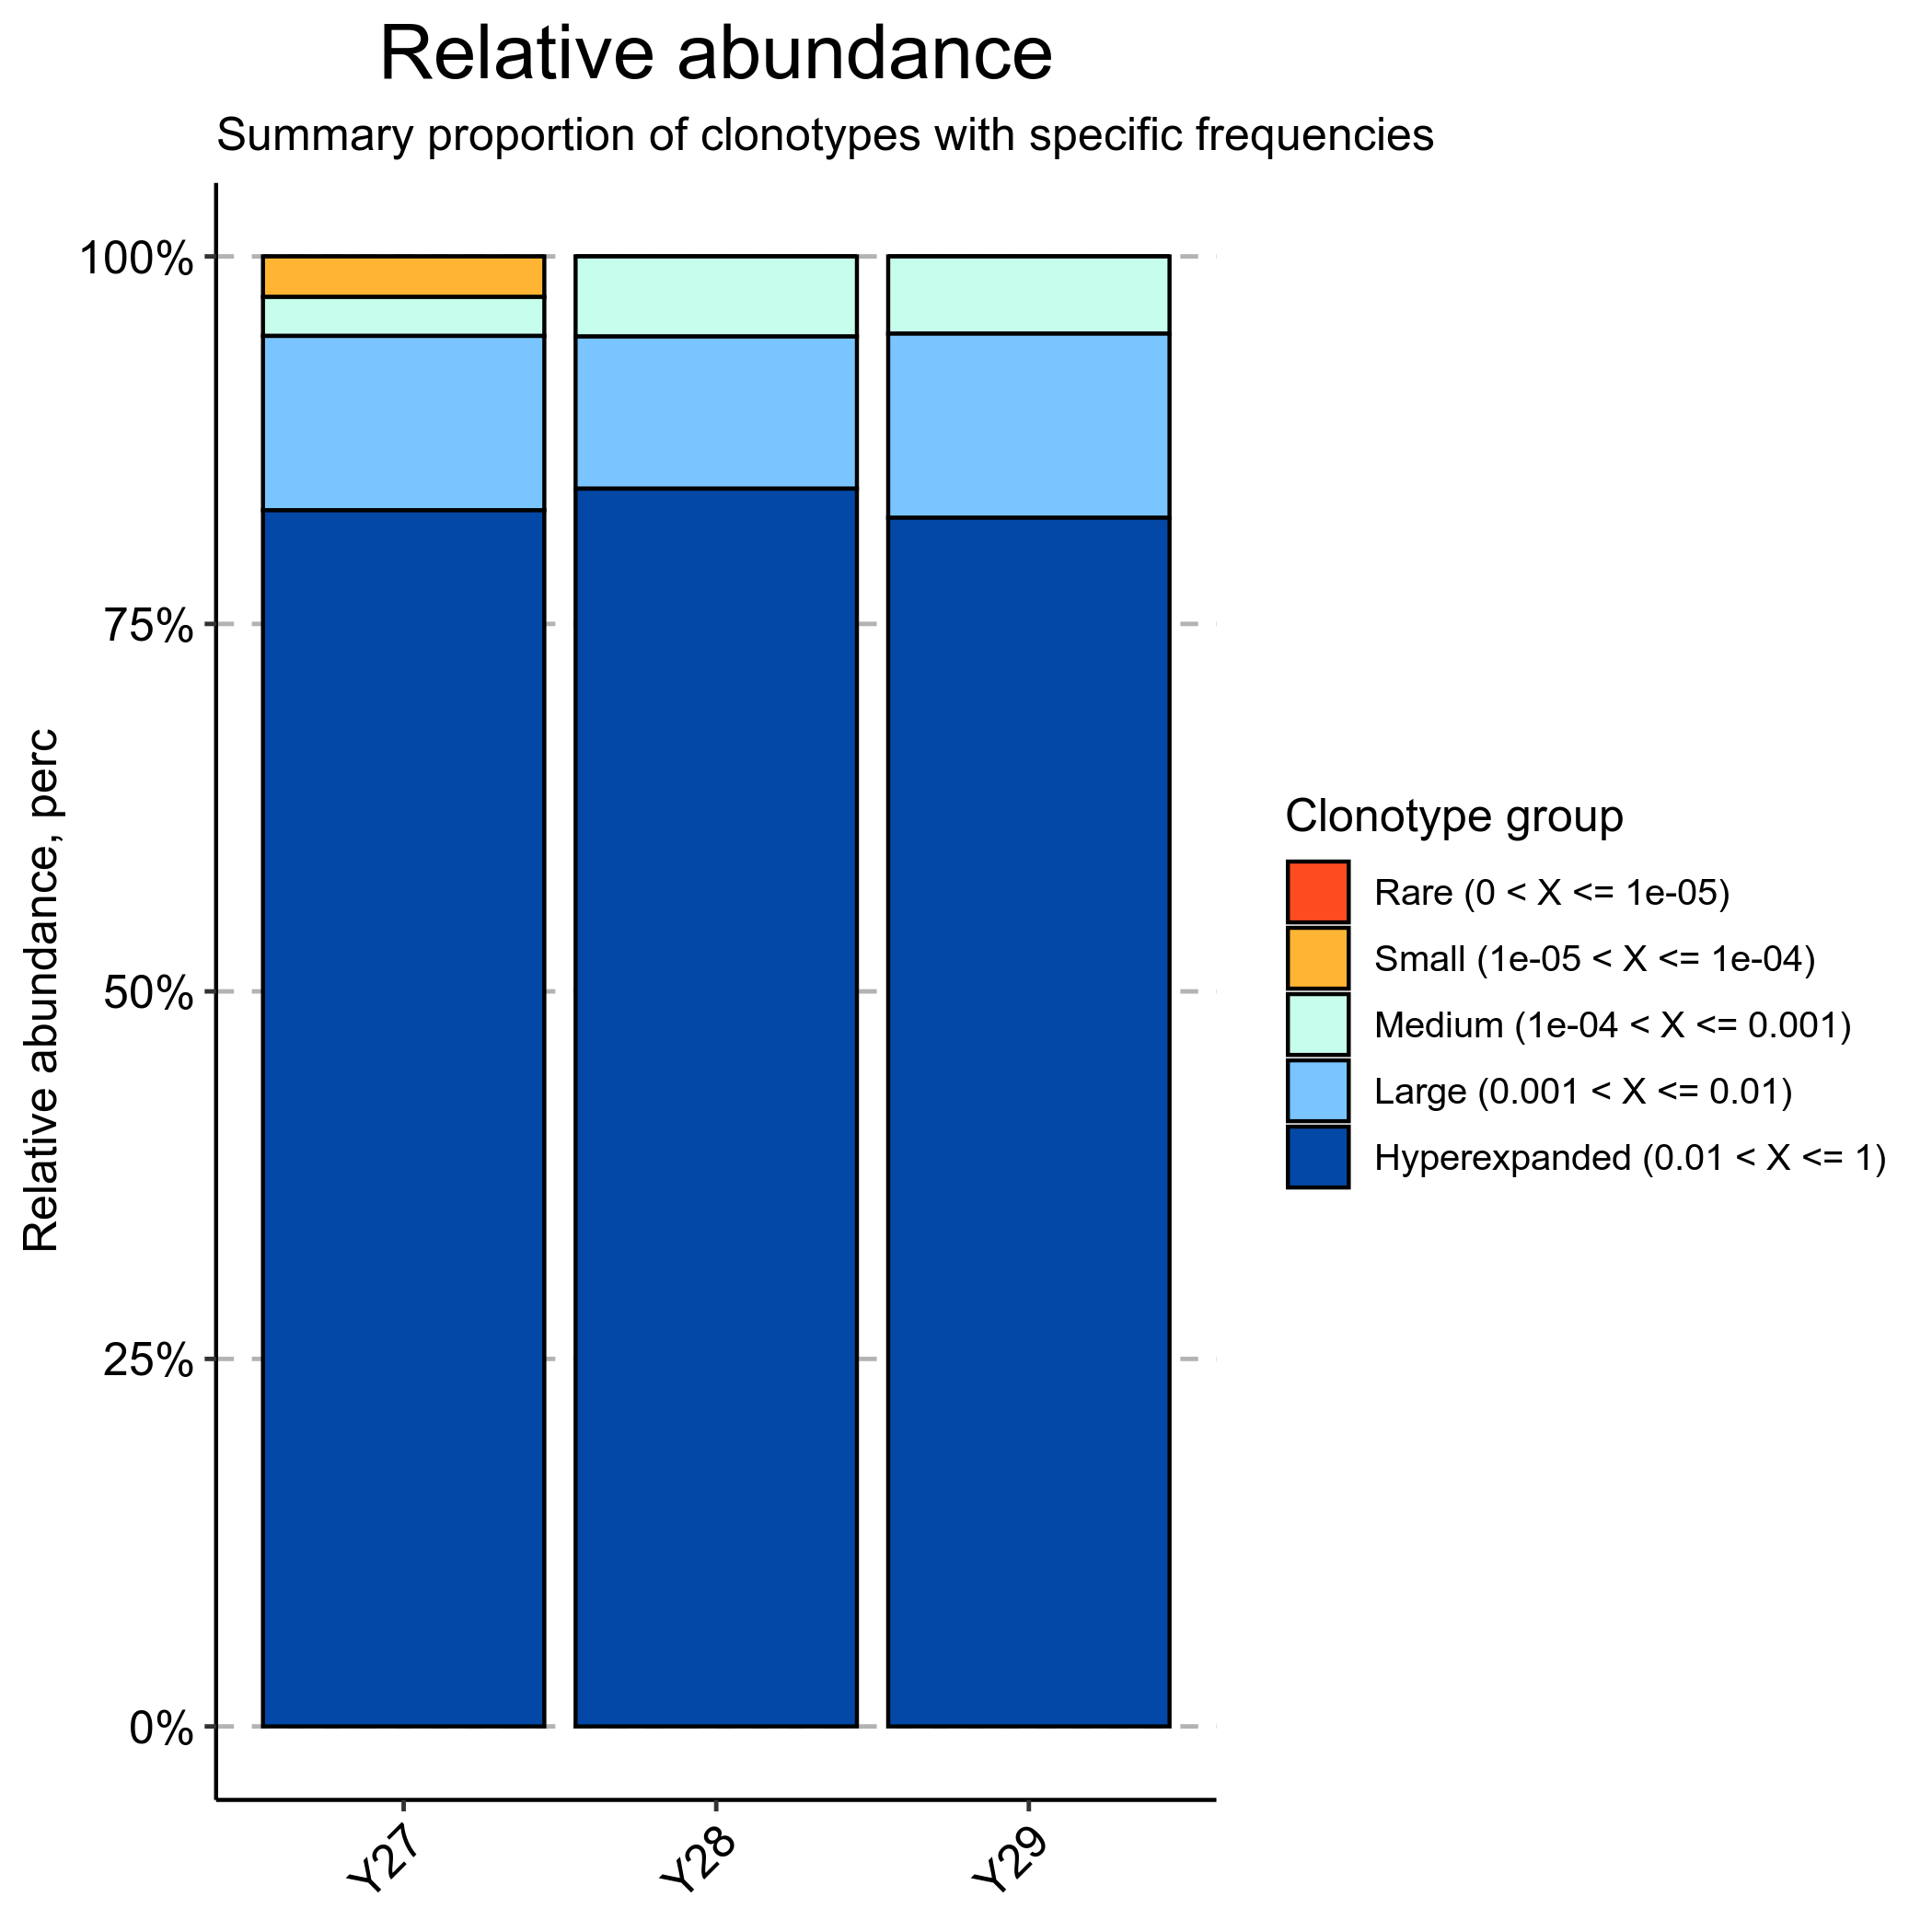 Relative abundance
Summary proportion of clonotypes with specific frequencies
100%
75%
50%
25%
0%
Relative abundance, perc
Y27
Y28
Y29
Clonotype group
Rare (0 < X <= 1e-05)
Small (1e-05 < X <= 1e-04)
Medium (1e-04 < X <= 0.001)
Large (0.001 < X <= 0.01)
Hyperexpanded (0.01 < X <= 1)